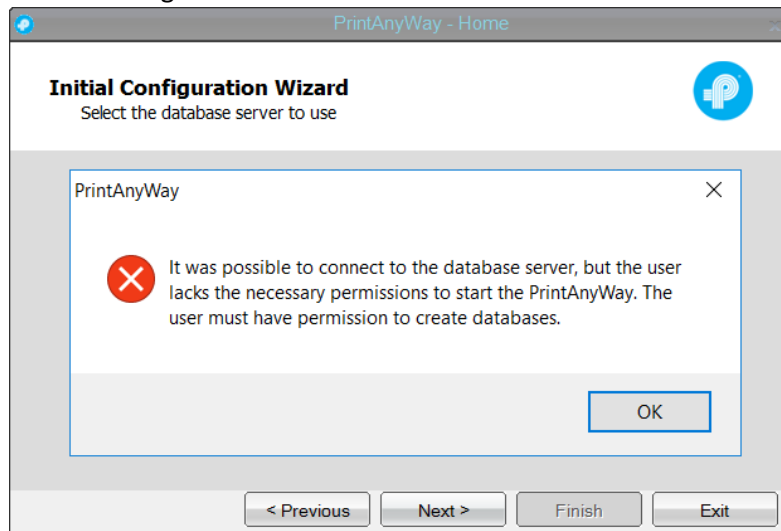 PrintAnyWay - Home
Initial Configuration Wizard
Select the database server to use
PrintAnyWay
It was possible to connect to the database server, but the user
lacks the necessary permissions to start the PrintAnyWay. The
user must have permission to create databases.
OK
< Previous
Next >
Finish
Exit